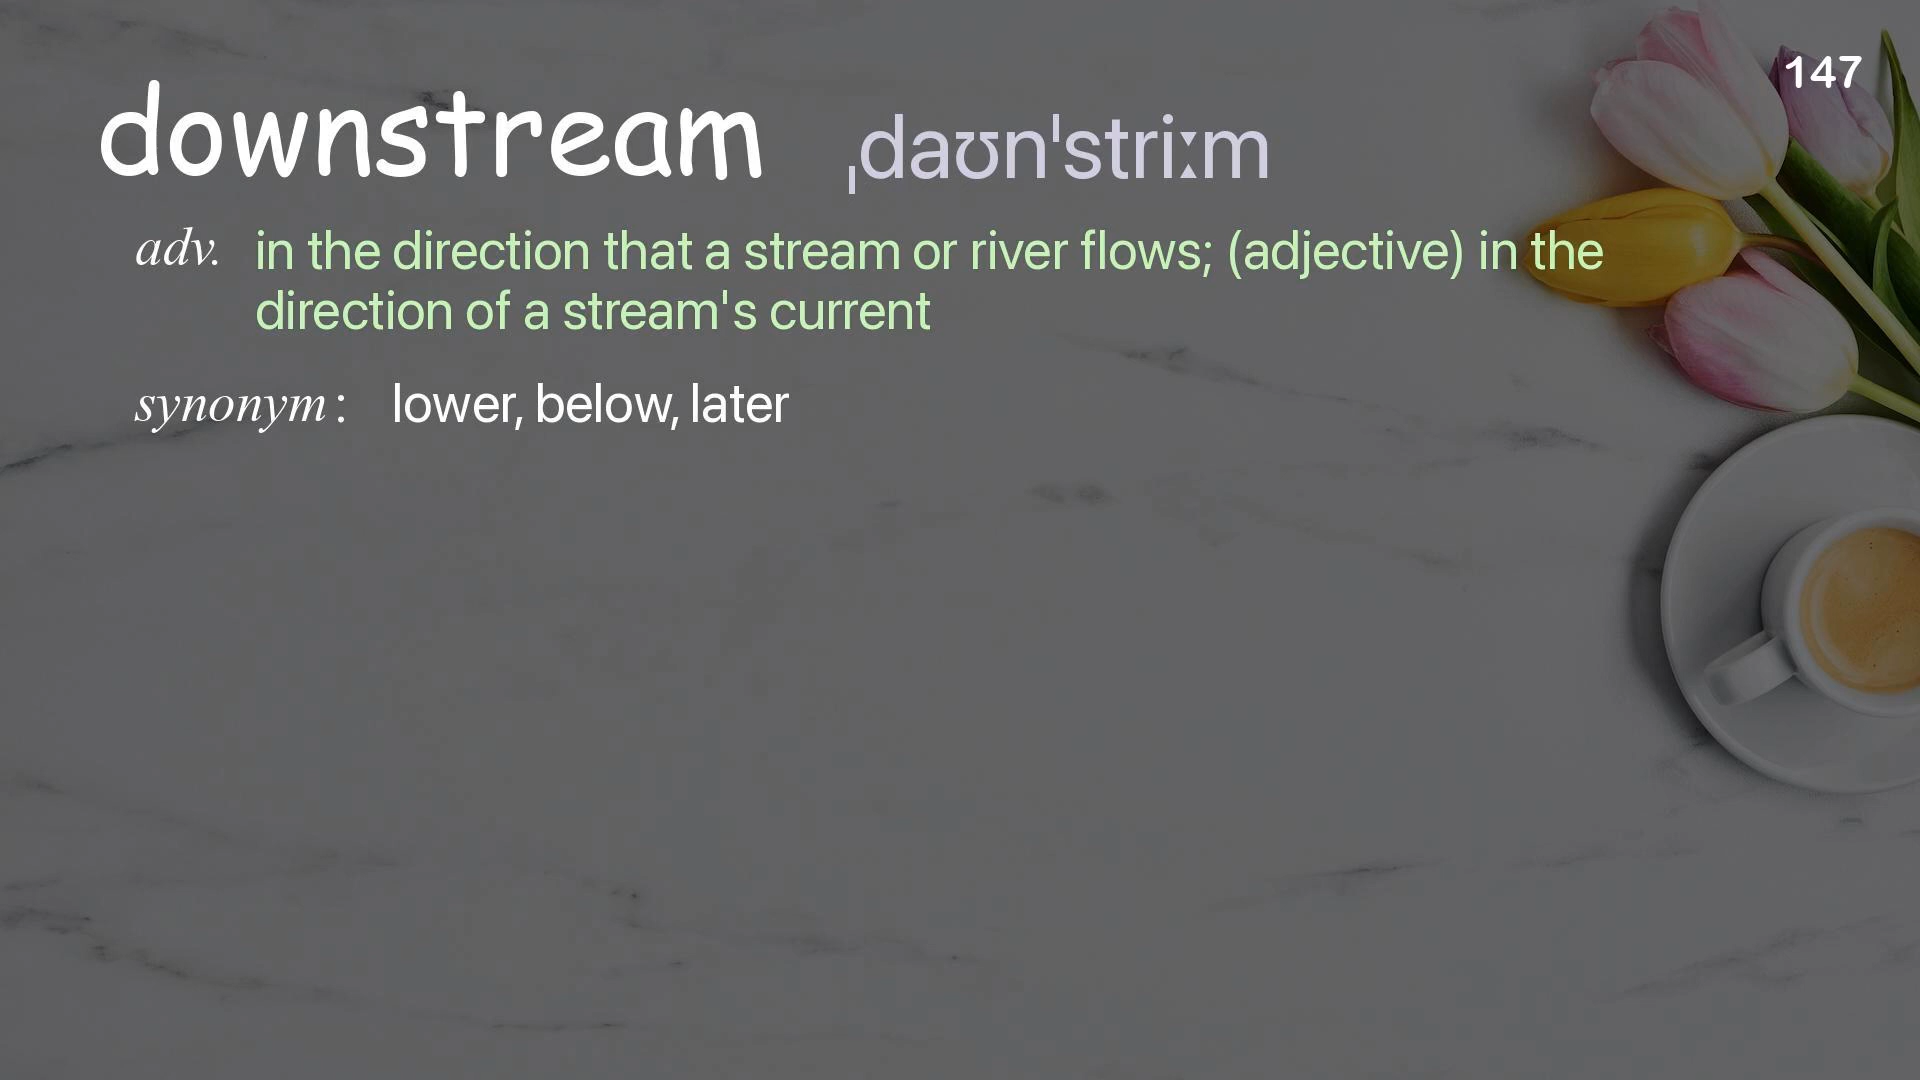 147
downstream ˌdaʊnˈstriːm
adv. in the direction that a stream or river flows; (adjective) in the
direction of a stream's current
synonym: lower, below, later